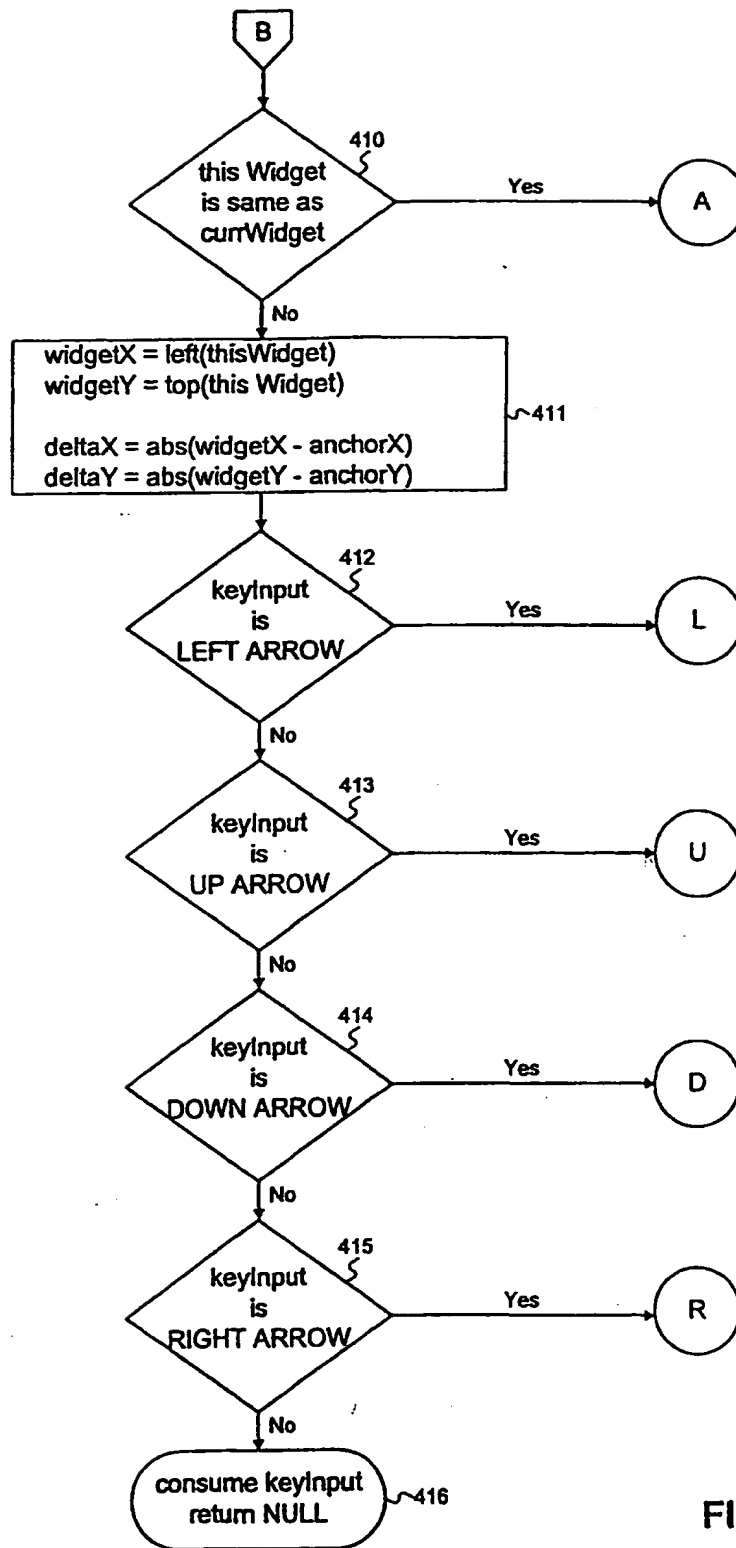 B
410
this Widget
is same as
currWidget
Yes
A
No
widgetX = left(thisWidget)
widgetY = top(this Widget)
deltaX = abs(widgetX - anchorX)
deltaY = abs(widgetY - anchorY)
411
412
keyInput
is
LEFT ARROW
Yes
L
No
413
keyInput
is
UP ARROW
Yes
U
No
414
keyInput
is
DOWN ARROW
Yes
D
No
415
keyInput
is
RIGHT ARROW
Yes
R
No
consume keyInput
return NULL
416
FI